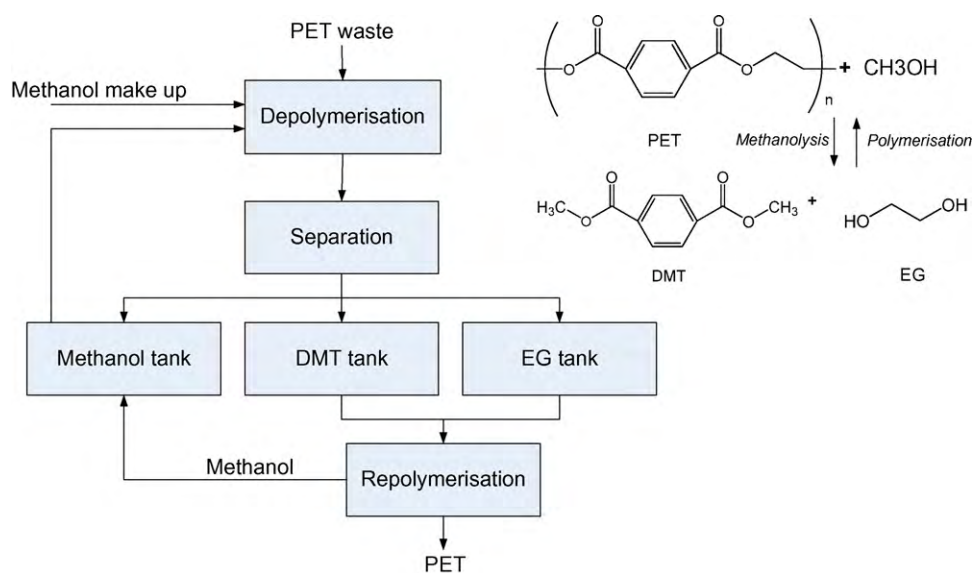 PET waste
Methanol make up
Depolymerisation
Separation
Methanol tank
DMT tank
EG tank
Methanol
Repolymerisation
PET
O
O
O
O
n
+ CH3OH
PET
Methanolysis
Polymerisation
O
O
H3C
O
O
CH3
+
HO
OH
DMT
EG